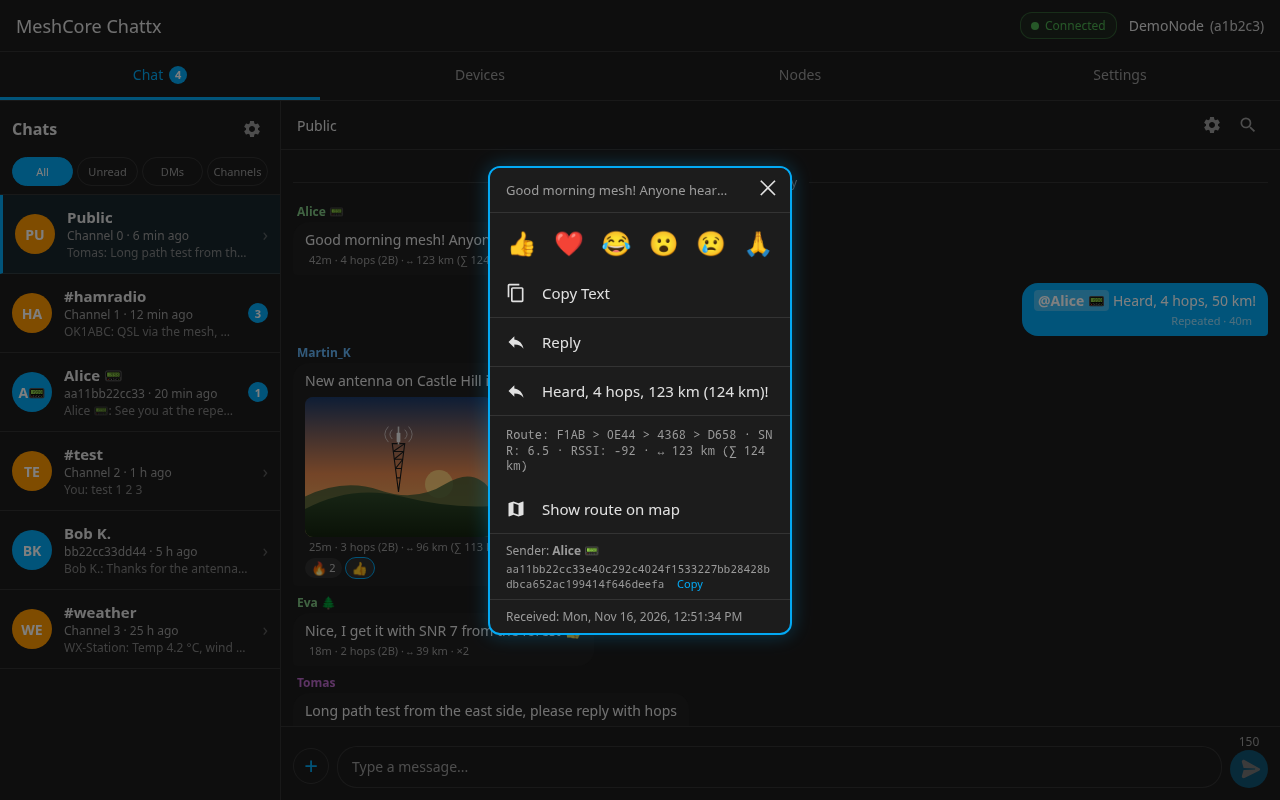 MeshCore Chattx
Connected
DemoNode (a1b2c3)
Chat 4
Devices
Nodes
Settings
Chats
All
Unread
DMs
Channels
PU
Public
Channel 0 · 6 min ago
Tomas: Long path test from th...
HA
#hamradio
Channel 1 · 12 min ago
OK1ABC: QSL via the mesh, ...
3
A📟
Alice 📟
aa11bb22cc33 · 20 min ago
Alice 📟: See you at the repe...
1
TE
#test
Channel 2 · 1 h ago
You: test 1 2 3
BK
Bob K.
bb22cc33dd44 · 5 h ago
Bob K.: Thanks for the antenna...
WE
#weather
Channel 3 · 25 h ago
WX-Station: Temp 4.2 °C, wind ...
Public
Alice 📟
Good morning mesh! Anyon
42m · 4 hops (2B) · ↔ 123 km (∑ 124
@Alice 📟 Heard, 4 hops, 50 km!
Repeated · 40m
Martin_K
New antenna on Castle Hill i
25m · 3 hops (2B) · ↔ 96 km (∑ 113
🔥 2 👍
Eva 🌲
Nice, I get it with SNR 7 from
18m · 2 hops (2B) · ↔ 39 km · ×2
Tomas
Long path test from the east side, please reply with hops
Good morning mesh! Anyone hear...
👍 ❤️ 😂 😮 😢 🙏
Copy Text
Reply
Heard, 4 hops, 123 km (124 km)!
Route: F1AB > 0E44 > 4368 > D658 · SN
R: 6.5 · RSSI: -92 · ↔ 123 km (∑ 124
km)
Show route on map
Sender: Alice 📟
aa11bb22cc33e40c292c4024f1533227bb28428b
dbca652ac199414f646deefa Copy
Received: Mon, Nov 16, 2026, 12:51:34 PM
Type a message...
150